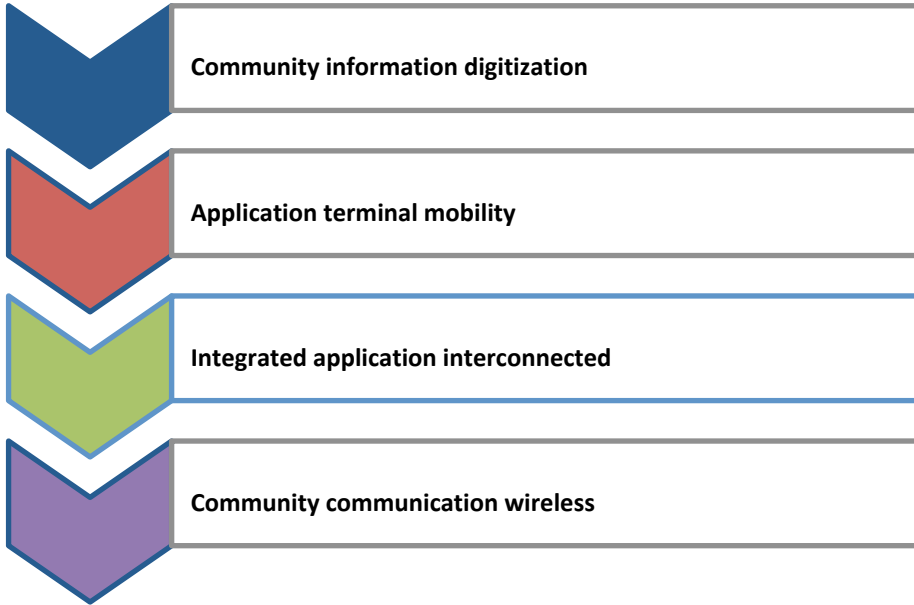 Community information digitization
Application terminal mobility
Integrated application interconnected
Community communication wireless